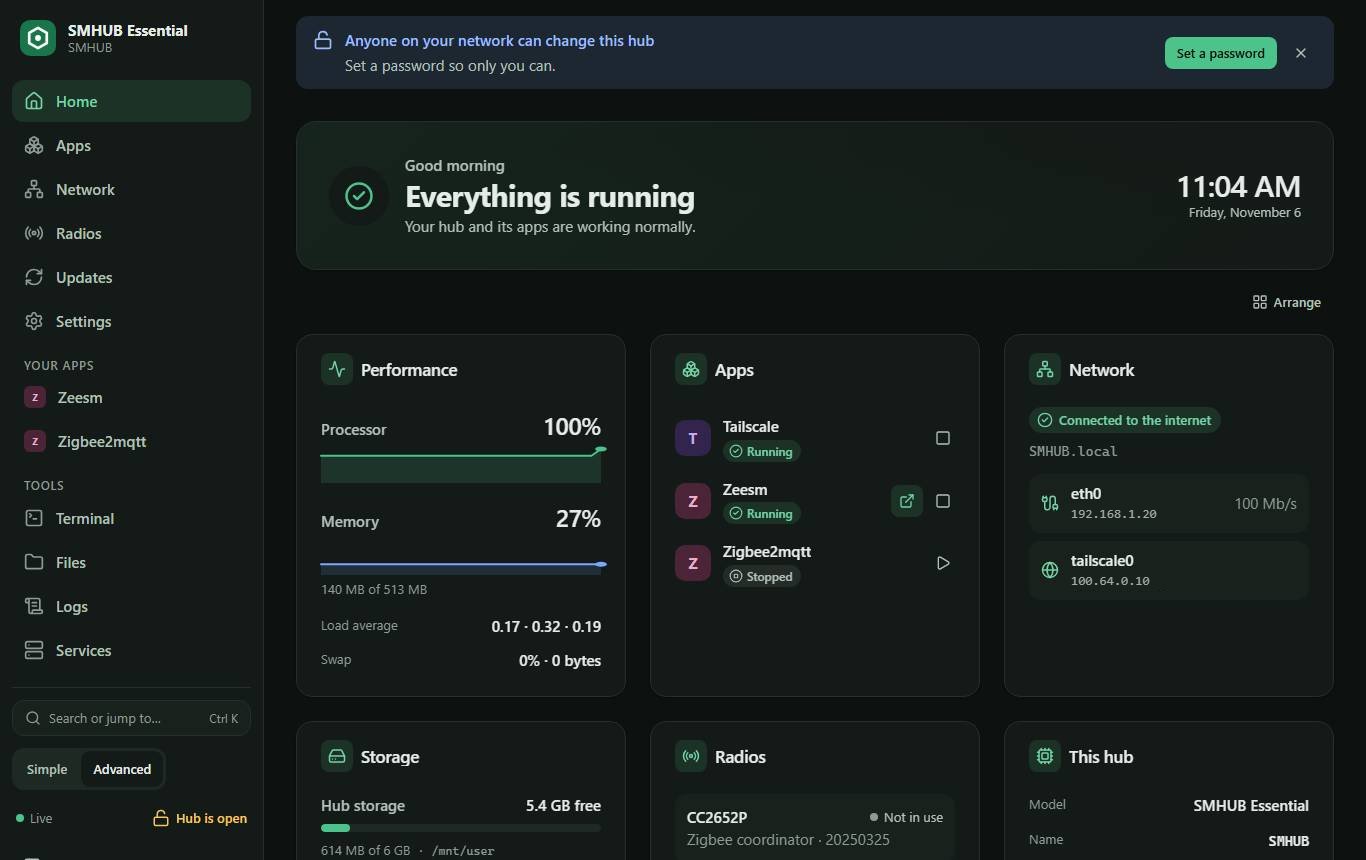 SMHUB Essential
SMHUB
Home
Apps
Network
Radios
Updates
Settings
YOUR APPS
Z Zeesm
Z Zigbee2mqtt
TOOLS
Terminal
Files
Logs
Services
Search or jump to... Ctrl K
Simple Advanced
Live Hub is open
Anyone on your network can change this hub
Set a password so only you can.
Set a password
Good morning
Everything is running
Your hub and its apps are working normally.
11:04 AM
Friday, November 6
Arrange
Performance
Processor 100%
Memory 27%
140 MB of 513 MB
Load average 0.17 · 0.32 · 0.19
Swap 0% · 0 bytes
Apps
T Tailscale
Running
Z Zeesm
Running
Z Zigbee2mqtt
Stopped
Network
Connected to the internet
SMHUB.local
eth0
192.168.1.20
100 Mb/s
tailscale0
100.64.0.10
Storage
Hub storage 5.4 GB free
614 MB of 6 GB · /mnt/user
Radios
CC2652P Not in use
Zigbee coordinator · 20250325
This hub
Model SMHUB Essential
Name SMHUB